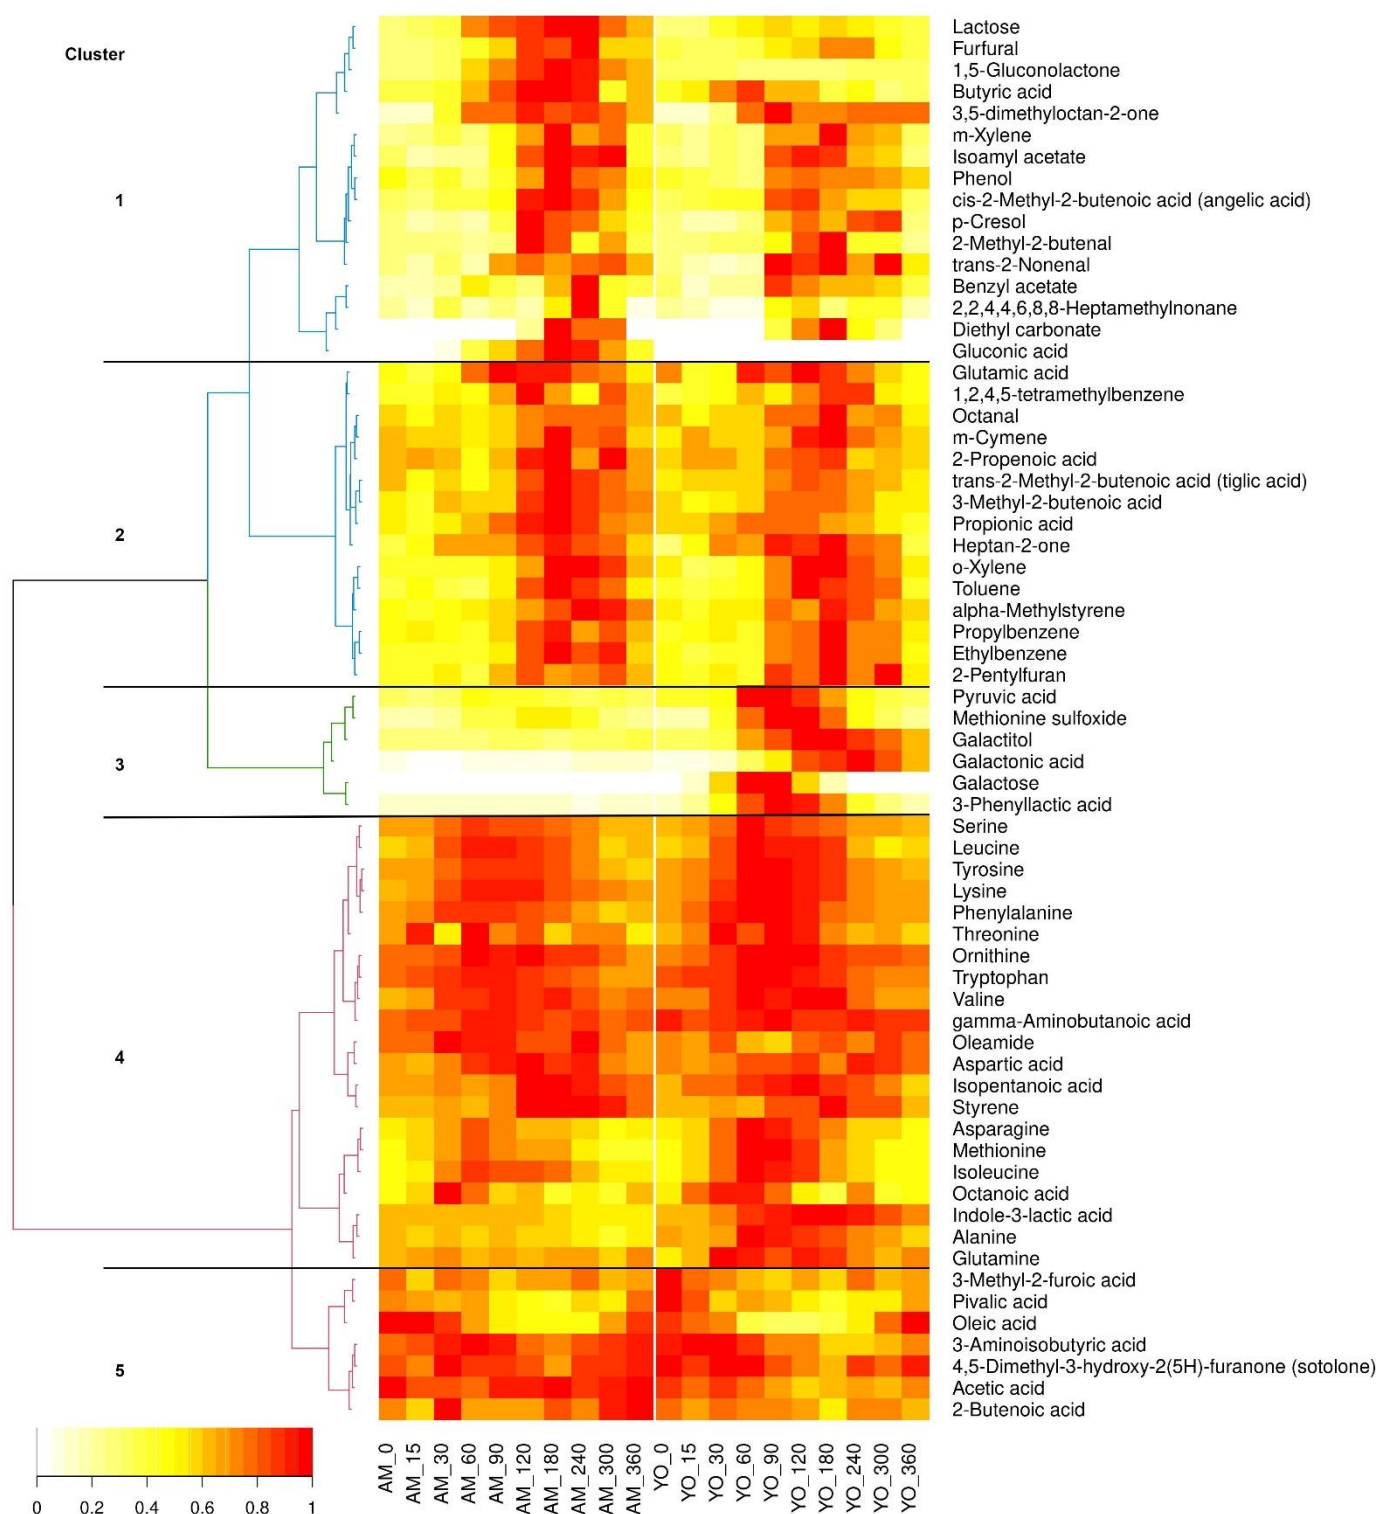 Cluster
1
2
3
4
5
Lactose
Furfural
1,5-Gluconolactone
Butyric acid
3,5-dimethyloctan-2-one
m-Xylene
Isoamyl acetate
Phenol
cis-2-Methyl-2-butenoic acid (angelic acid)
p-Cresol
2-Methyl-2-butenal
trans-2-Nonenal
Benzyl acetate
2,2,4,4,6,8,8-Heptamethylnonane
Diethyl carbonate
Gluconic acid
Glutamic acid
1,2,4,5-tetramethylbenzene
Octanal
m-Cymene
2-Propenoic acid
trans-2-Methyl-2-butenoic acid (tiglic acid)
3-Methyl-2-butenoic acid
Propionic acid
Heptan-2-one
o-Xylene
Toluene
alpha-Methylstyrene
Propylbenzene
Ethylbenzene
2-Pentylfuran
Pyruvic acid
Methionine sulfoxide
Galactitol
Galactonic acid
Galactose
3-Phenyllactic acid
Serine
Leucine
Tyrosine
Lysine
Phenylalanine
Threonine
Ornithine
Tryptophan
Valine
gamma-Aminobutanoic acid
Oleamide
Aspartic acid
Isopentanoic acid
Styrene
Asparagine
Methionine
Isoleucine
Octanoic acid
Indole-3-lactic acid
Alanine
Glutamine
3-Methyl-2-furoic acid
Pivalic acid
Oleic acid
3-Aminoisobutyric acid
4,5-Dimethyl-3-hydroxy-2(5H)-furanone (sotolone)
Acetic acid
2-Butenoic acid
AM_0
AM_15
AM_30
AM_60
AM_90
AM_120
AM_180
AM_240
AM_300
AM_360
YO_0
YO_15
YO_30
YO_60
YO_90
YO_120
YO_180
YO_240
YO_300
YO_360
0 0.2 0.4 0.6 0.8 1